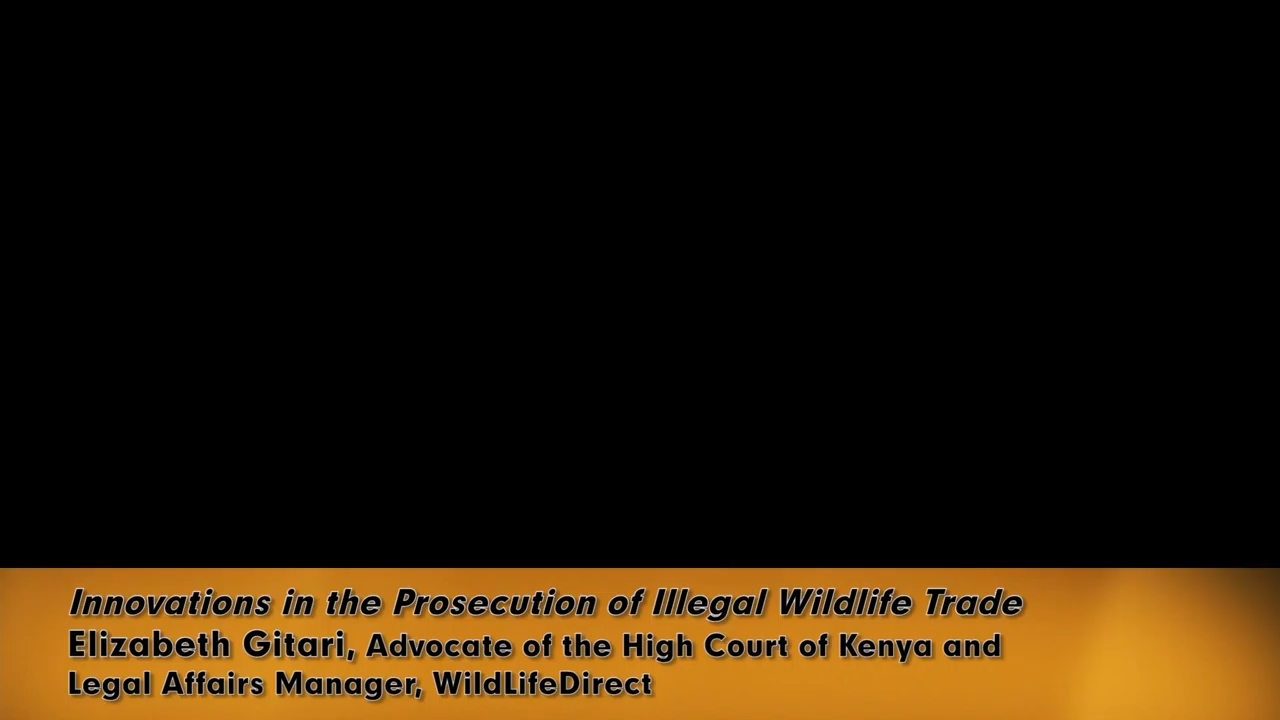 Innovations in the Prosecution of Illegal Wildlife Trade
Elizabeth Gitari, Advocate of the High Court of Kenya and
Legal Affairs Manager, WildLifeDirect